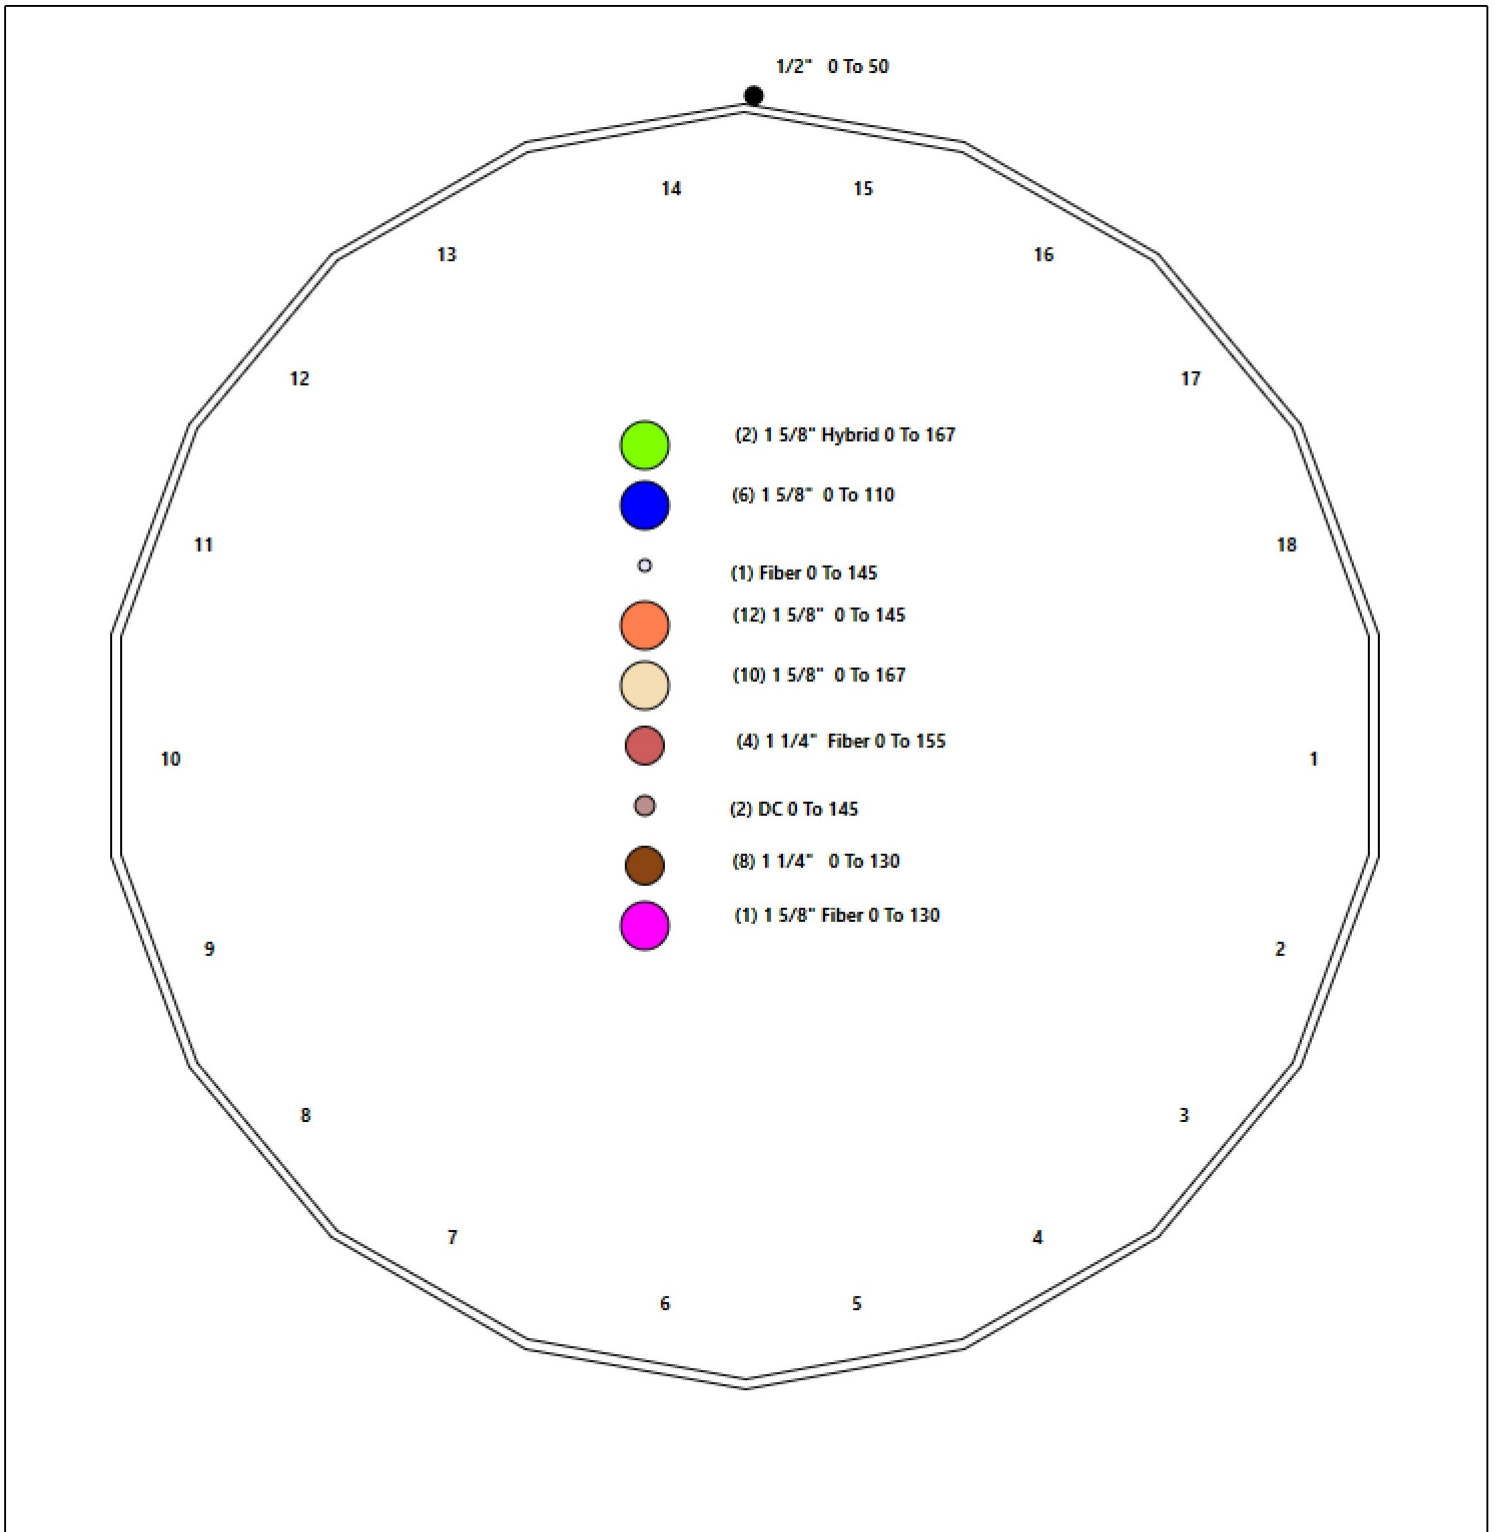 1/2"   0 To 50
14
15
13
16
12
17
(2) 1 5/8" Hybrid 0 To 167
(6) 1 5/8"  0 To 110
11
18
(1) Fiber 0 To 145
(12) 1 5/8"  0 To 145
(10) 1 5/8"  0 To 167
(4) 1 1/4"  Fiber 0 To 155
10
1
(2) DC 0 To 145
(8) 1 1/4"   0 To 130
(1) 1 5/8" Fiber 0 To 130
9
2
8
3
7
4
6
5